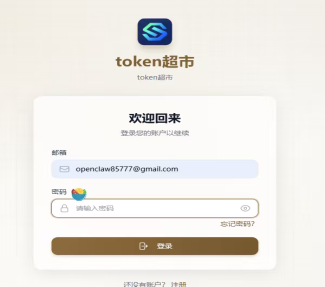 token超市
token超市
欢迎回来
登录您的账户以继续
邮箱
openclaw85777@gmail.com
密码
请输入密码
忘记密码?
登录
还没有账户? 注册